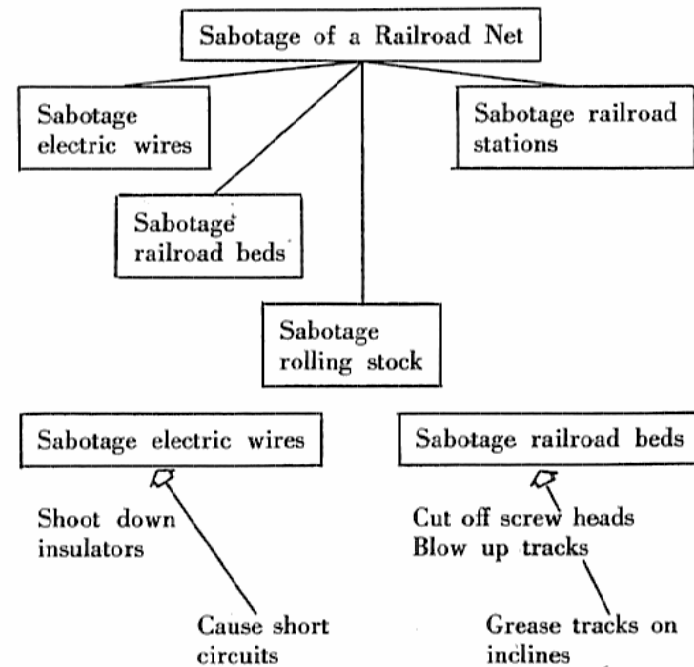 Sabotage of a Railroad Net
Sabotage
electric wires
Sabotage railroad
stations
Sabotage
railroad beds
Sabotage
rolling stock
Sabotage electric wires
Sabotage railroad beds
Shoot down
insulators
Cut off screw heads
Blow up tracks
Cause short
circuits
Grease tracks on
inclines